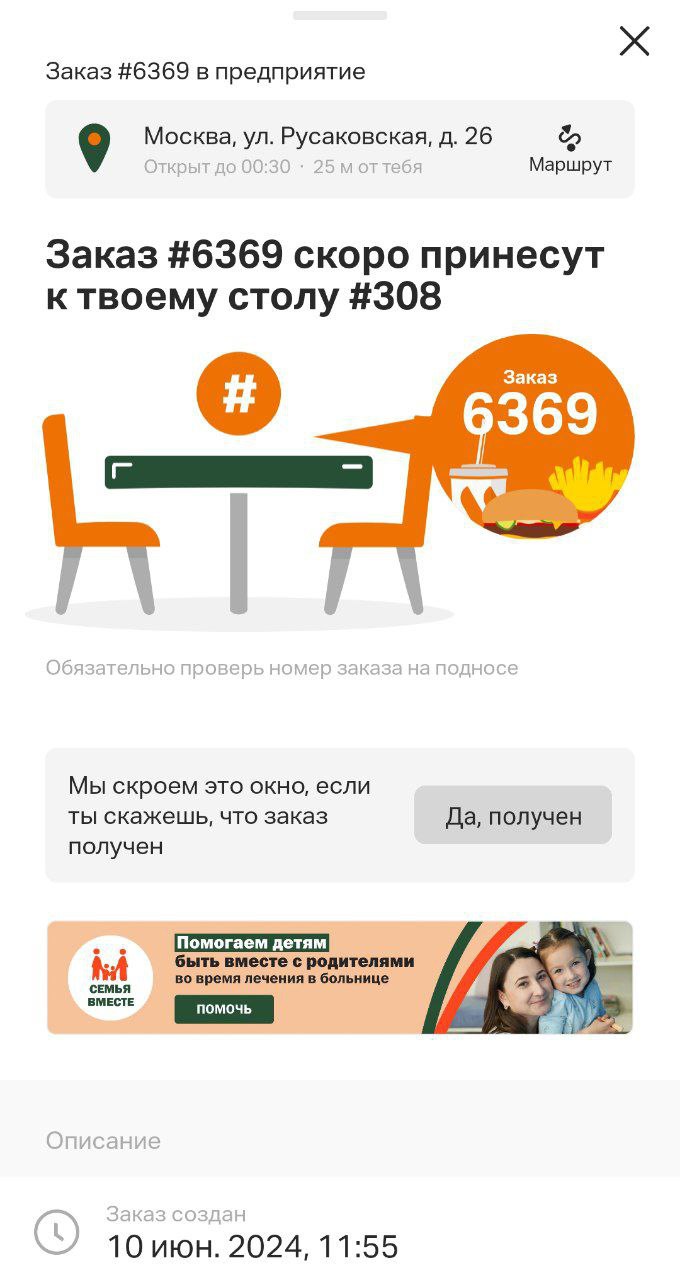 Заказ #6369 в предприятие
Москва, ул. Русаковская, д. 26
Открыт до 00:30 · 25 м от тебя
Маршрут
Заказ #6369 скоро принесут
к твоему столу #308
#
Заказ
6369
Обязательно проверь номер заказа на подносе
Мы скроем это окно, если
ты скажешь, что заказ
получен
Да, получен
СЕМЬЯ
ВМЕСТЕ
Помогаем детям
быть вместе с родителями
во время лечения в больнице
ПОМОЧЬ
Описание
Заказ создан
10 июн. 2024, 11:55